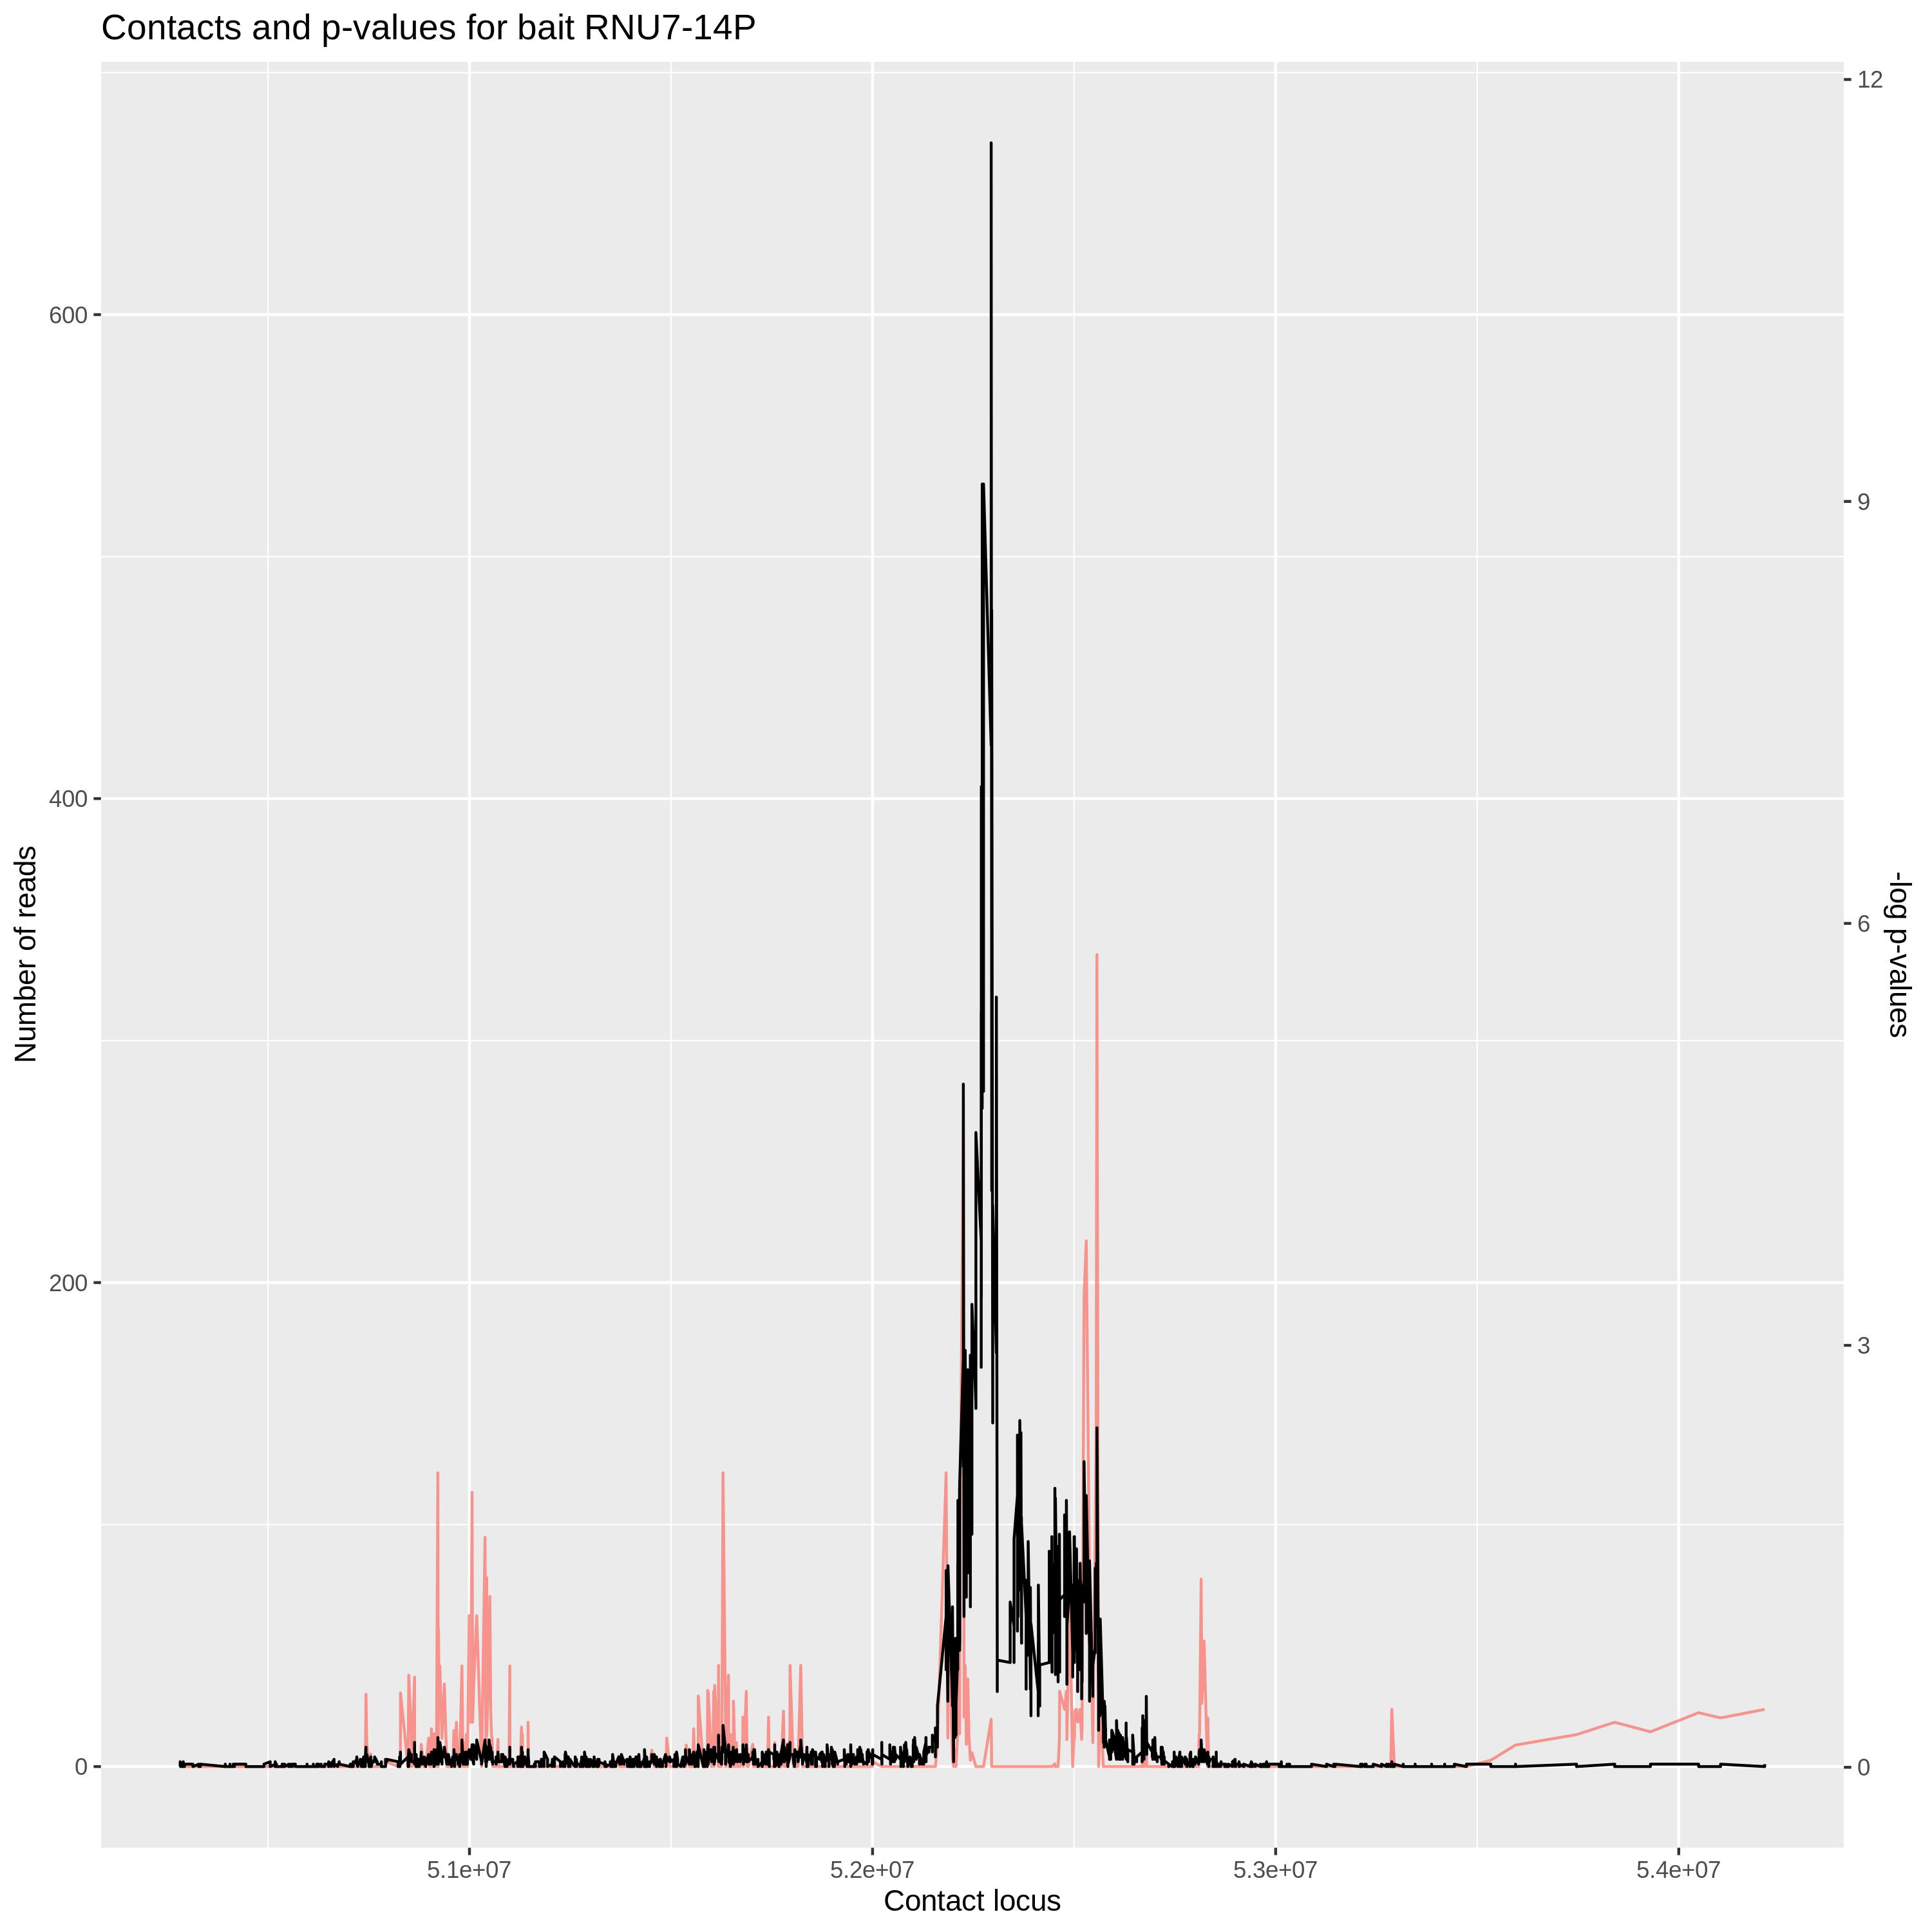 Contacts and p-values for bait RNU7-14P
12
600
9
400
6
Number of reads
-log p-values
200
3
0
0
5.1e+07 5.2e+07 5.3e+07 5.4e+07
Contact locus